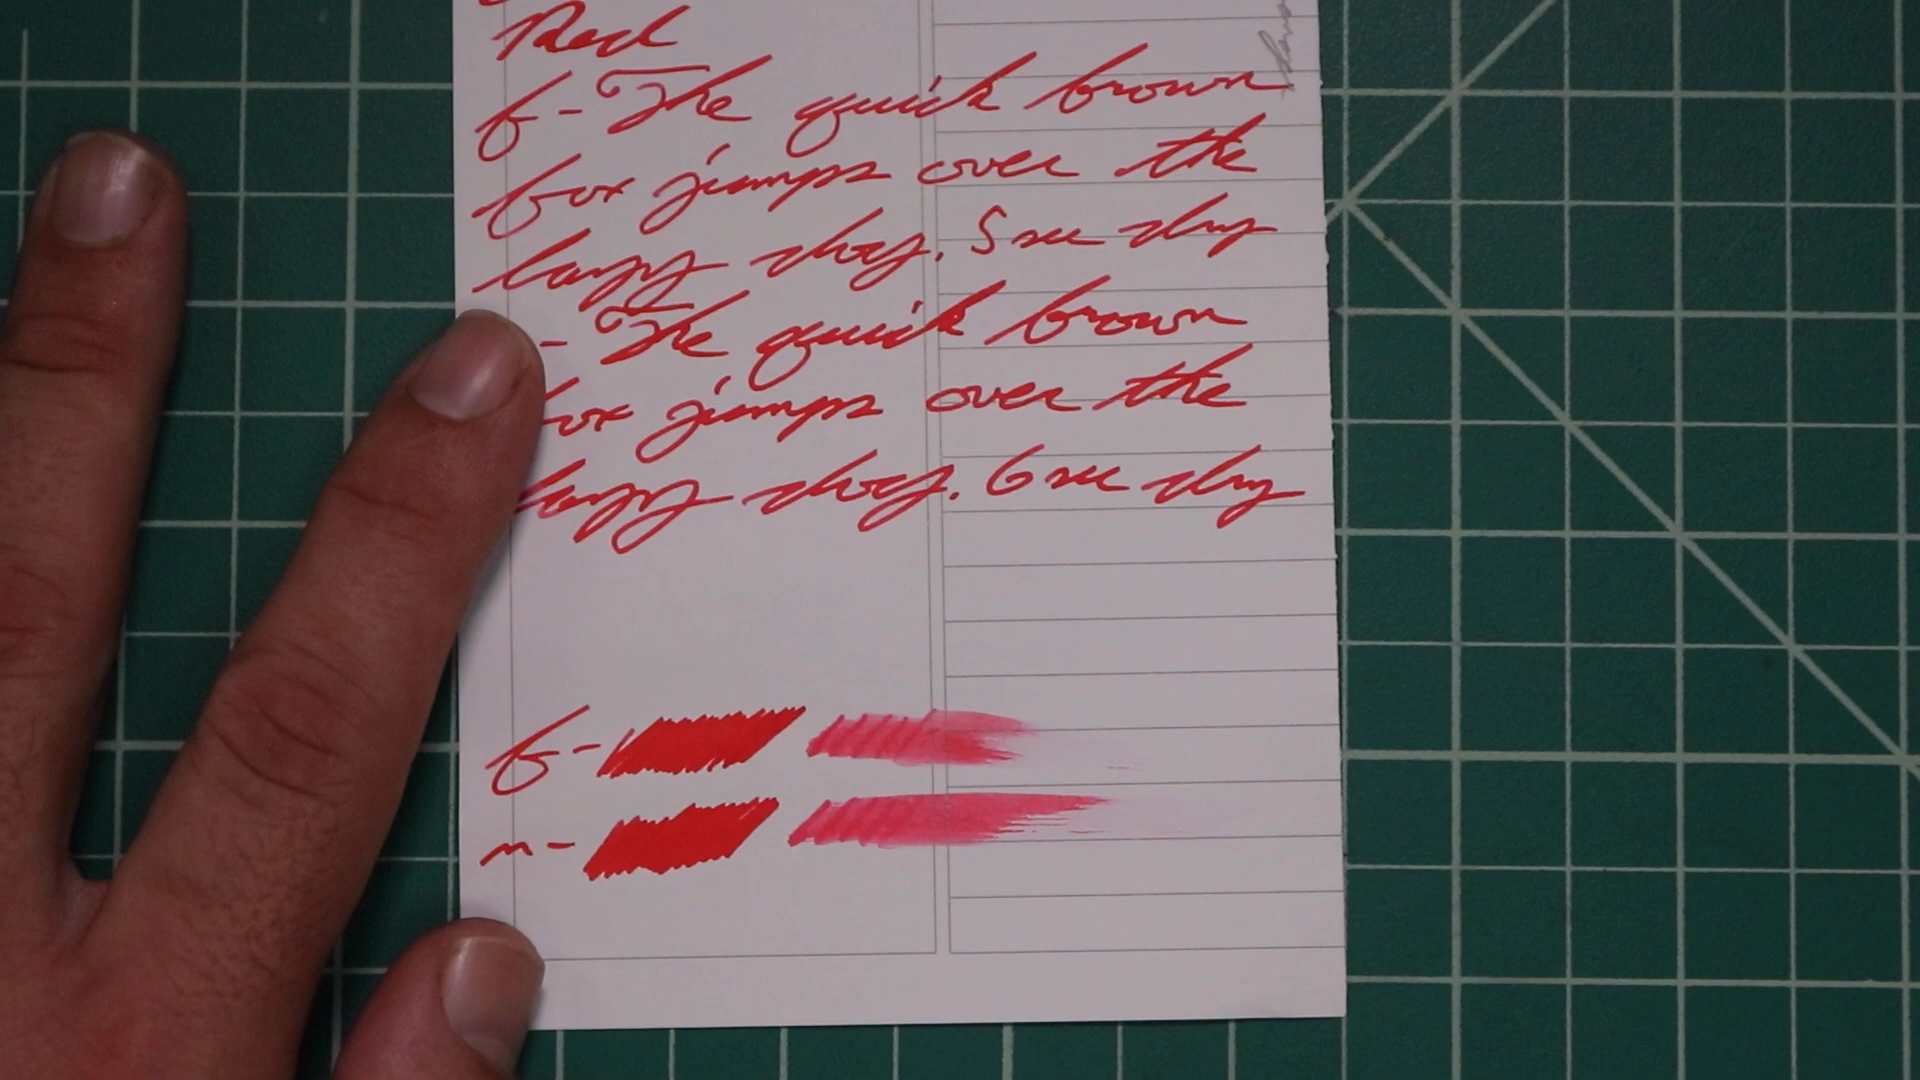 Red
f - The quick brown
fox jumps over the
lazy dog. 5 sec dry
- The quick brown
fox jumps over the
lazy dog. 6 sec dry
f -
m -